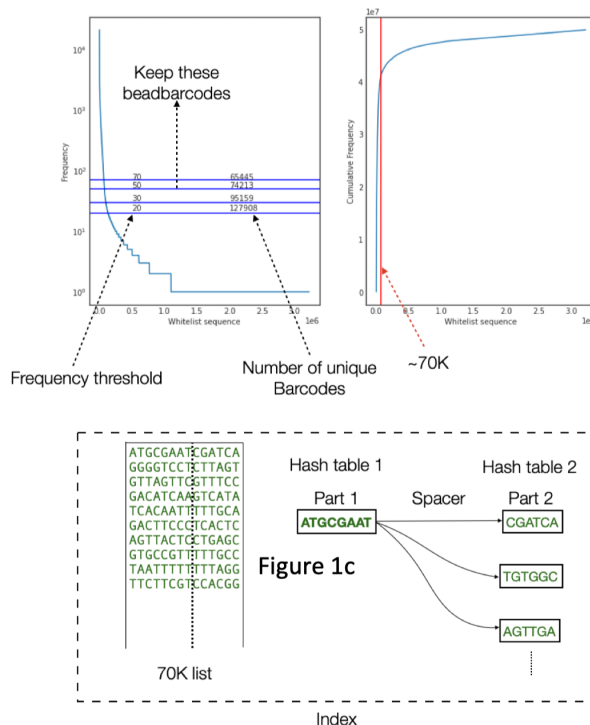 1e7
Keep these
beadbarcodes
10⁴
10³
10²
10¹
10⁰
Frequency
70 65445
50 74213
30 95159
20 127908
0.0 0.5 1.0 1.5 2.0 2.5 3.0
1e6
Whitelist sequence
5
4
3
2
1
0
Cumulative Frequency
0.0 0.5 1.0 1.5 2.0 2.5 3.0
Whitelist sequence
Frequency threshold
Number of unique
Barcodes
~70K
ATGCGAATCGATCA
GGGGTCCTCTTAGT
GTTAGTTCGTTTCC
GACATCAAGTCATA
TCACAATTTTTGCA
GACTTCCCTCACTC
AGTTACTCCTGAGC
GTGCCGTTTTTGCC
TAATTTTTTTTAGG
TTCTTCGTCCACGG
70K list
Figure 1c
Hash table 1
Hash table 2
Part 1
Spacer
Part 2
ATGCGAAT
CGATCA
TGTGGC
AGTTGA
Index